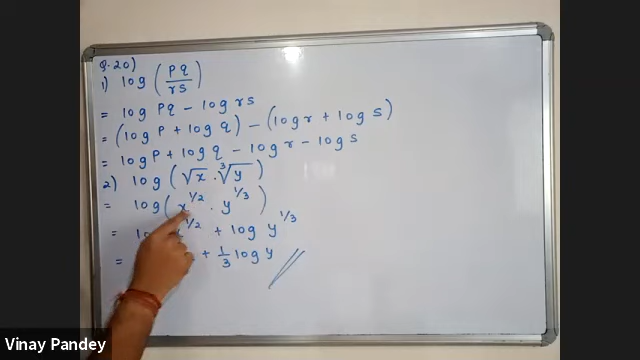 Q.20)
1) log (pq/rs)
= log pq - log rs
= (log p + log q) - (log r + log s)
= log p + log q - log r - log s
2) log (√x . ∛y)
= log (x^1/2 . y^1/3)
= ^1/2 + log y^1/3
= + 1/3 log y
Vinay Pandey